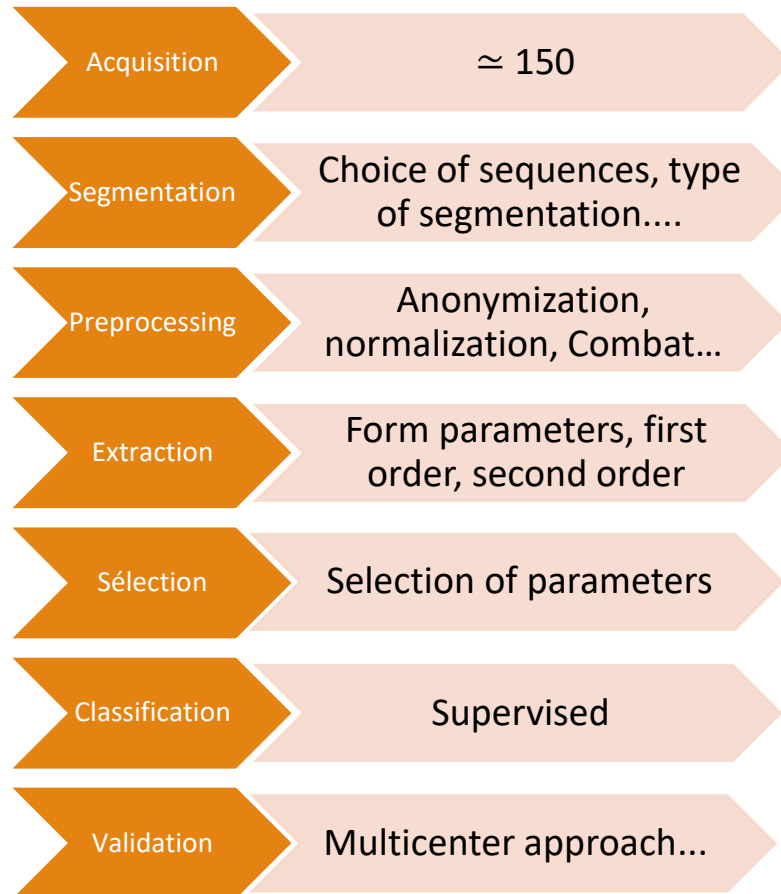 Acquisition
≃ 150
Segmentation
Choice of sequences, type
of segmentation....
Preprocessing
Anonymization,
normalization, Combat…
Extraction
Form parameters, first
order, second order
Sélection
Selection of parameters
Classification
Supervised
Validation
Multicenter approach...